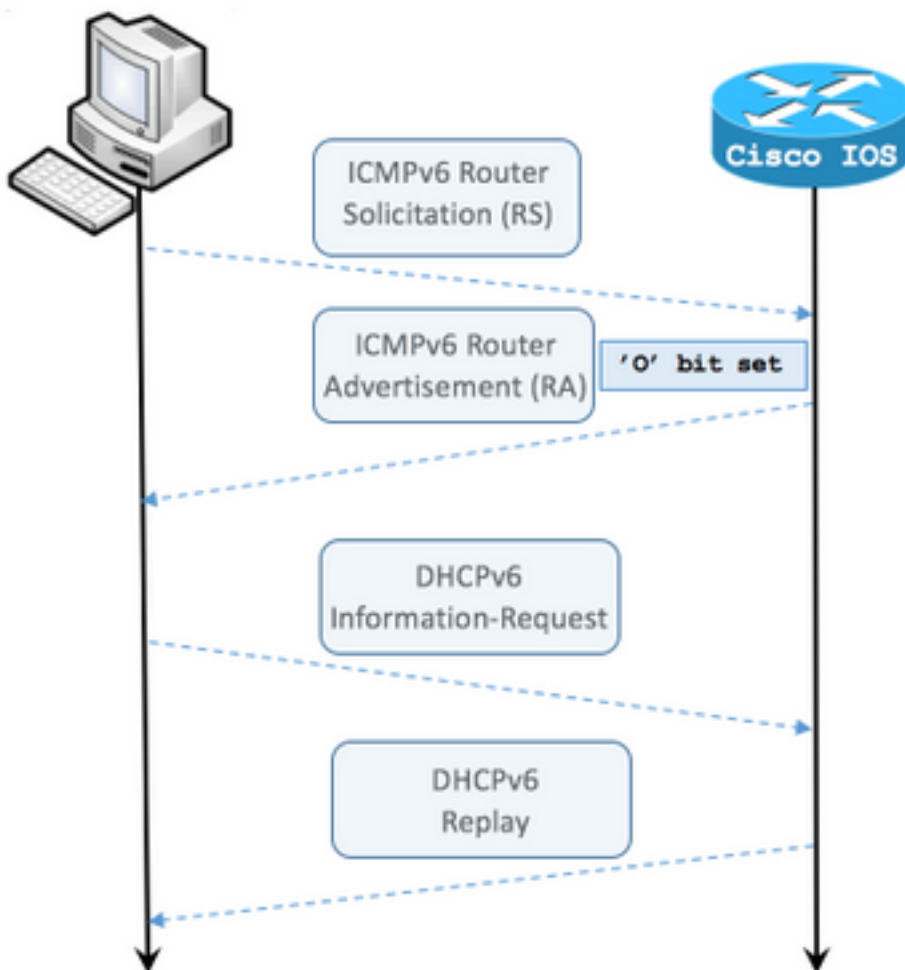 Cisco IOS
ICMPv6 Router
Solicitation (RS)
ICMPv6 Router
Advertisement (RA)
'O' bit set
DHCPv6
Information-Request
DHCPv6
Replay